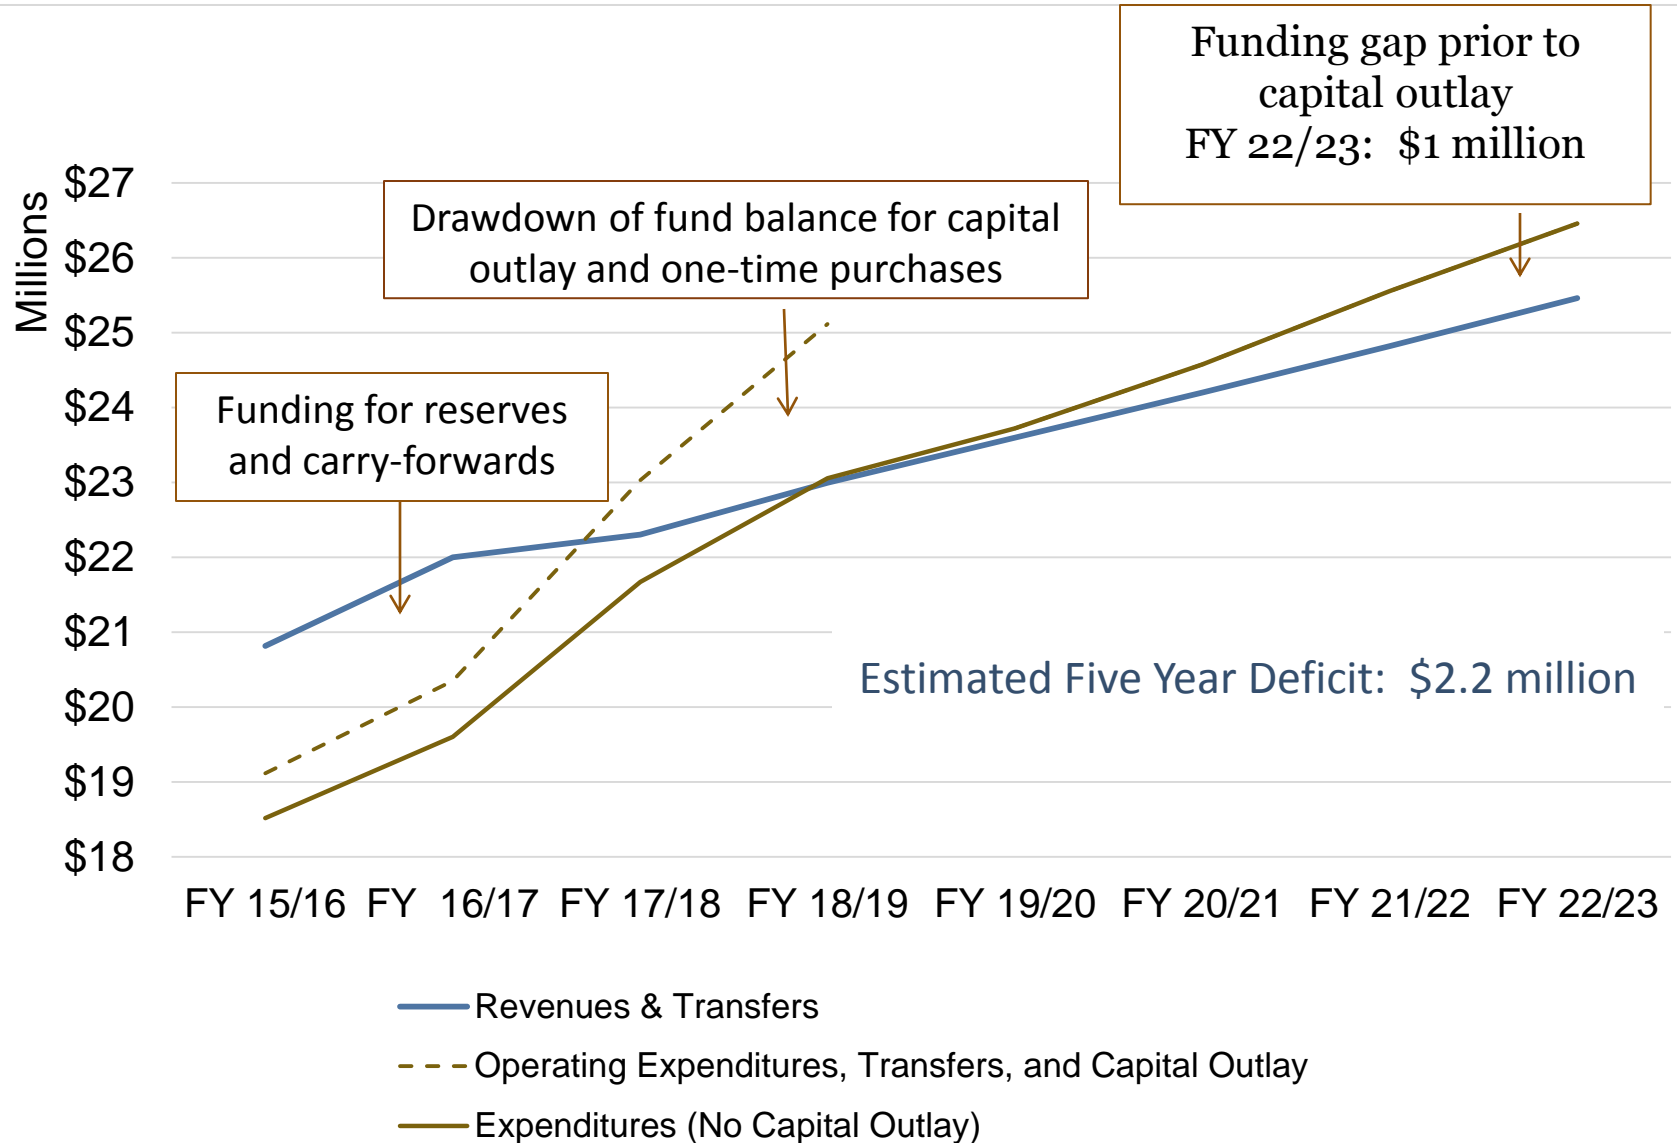 Funding gap prior to
capital outlay
FY 22/23:  $1 million
Millions
$27
$26
$25
$24
$23
$22
$21
$20
$19
$18
Drawdown of fund balance for capital
outlay and one-time purchases
Funding for reserves
and carry-forwards
Estimated Five Year Deficit:  $2.2 million
FY 15/16 FY  16/17 FY 17/18 FY 18/19 FY 19/20 FY 20/21 FY 21/22 FY 22/23
Revenues & Transfers
Operating Expenditures, Transfers, and Capital Outlay
Expenditures (No Capital Outlay)